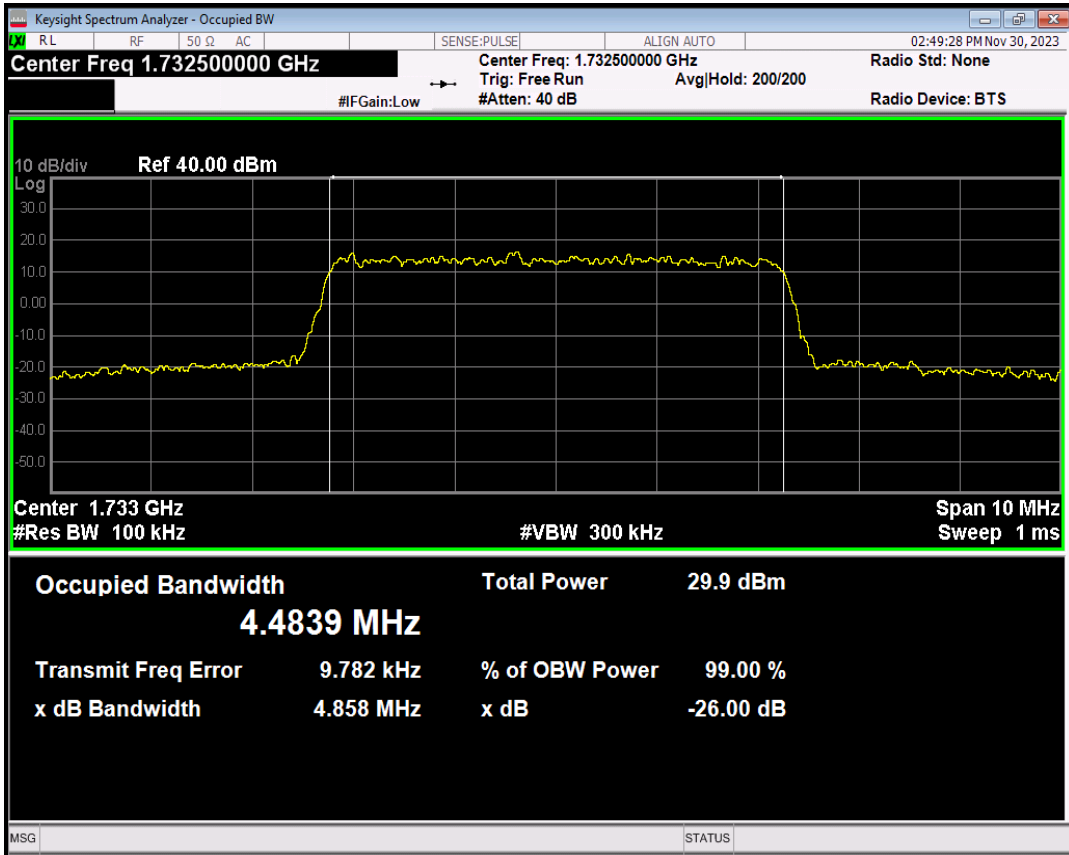 Keysight Spectrum Analyzer - Occupied BW
LXI RL RF 50 Ω AC SENSE:PULSE ALIGN AUTO 02:49:28 PM Nov 30, 2023
Center Freq 1.732500000 GHz Center Freq: 1.732500000 GHz Radio Std: None
Trig: Free Run Avg|Hold: 200/200
#IFGain:Low #Atten: 40 dB Radio Device: BTS
10 dB/div Ref 40.00 dBm
Log
30.0
20.0
10.0
0.00
-10.0
-20.0
-30.0
-40.0
-50.0
Center 1.733 GHz Span 10 MHz
#Res BW 100 kHz #VBW 300 kHz Sweep 1 ms
Occupied Bandwidth Total Power 29.9 dBm
4.4839 MHz
Transmit Freq Error 9.782 kHz % of OBW Power 99.00 %
x dB Bandwidth 4.858 MHz x dB -26.00 dB
MSG STATUS